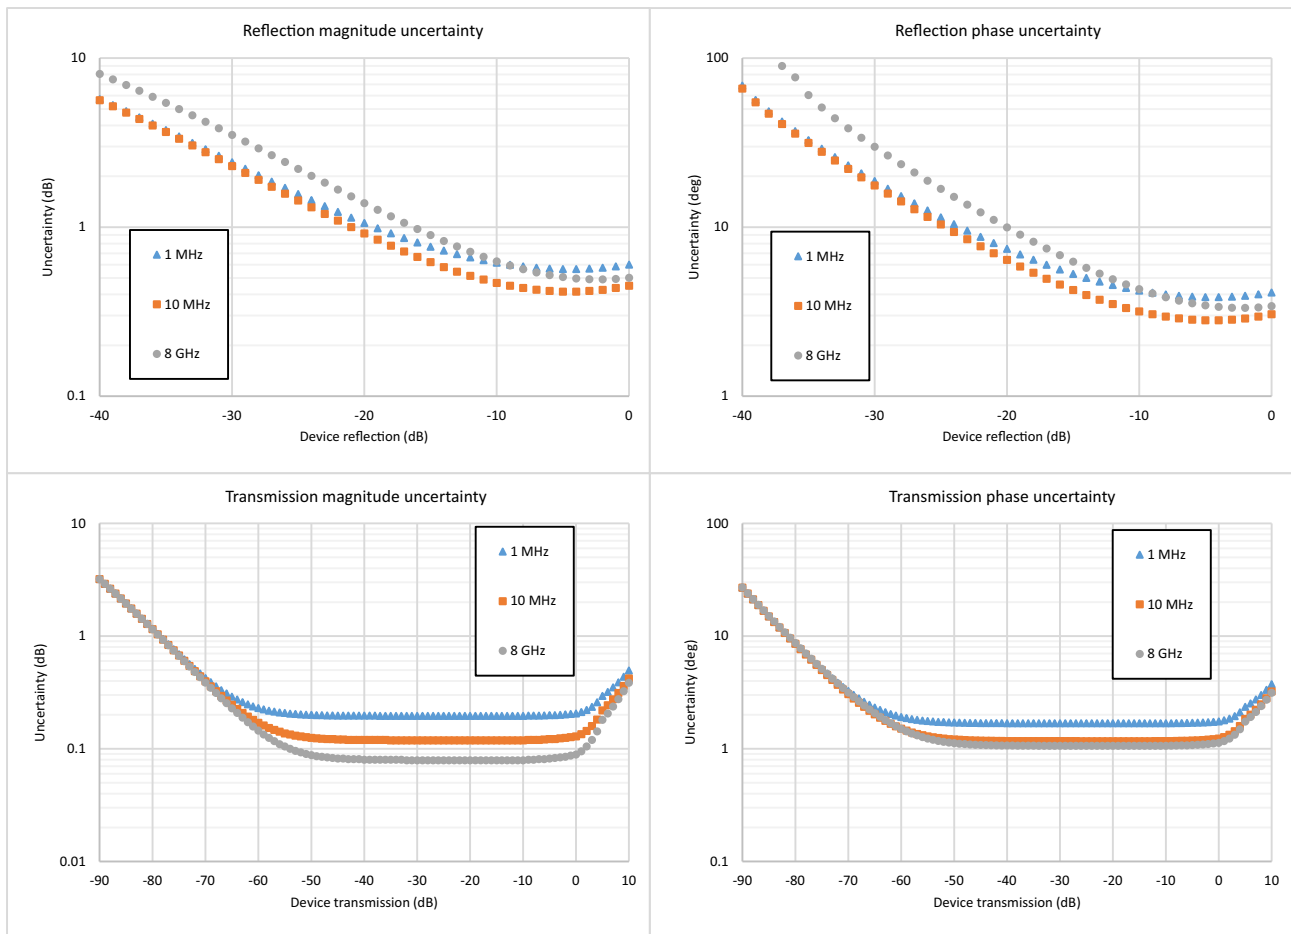 Reflection magnitude uncertainty
10
1
0.1
Uncertainty (dB)
1 MHz
10 MHz
8 GHz
-40 -30 -20 -10 0
Device reflection (dB)
Reflection phase uncertainty
100
10
1
Uncertainty (deg)
1 MHz
10 MHz
8 GHz
-40 -30 -20 -10 0
Device reflection (dB)
Transmission magnitude uncertainty
10
1
0.1
0.01
Uncertainty (dB)
1 MHz
10 MHz
8 GHz
-90 -80 -70 -60 -50 -40 -30 -20 -10 0 10
Device transmission (dB)
Transmission phase uncertainty
100
10
1
0.1
Uncertainty (deg)
1 MHz
10 MHz
8 GHz
-90 -80 -70 -60 -50 -40 -30 -20 -10 0 10
Device transmission (dB)